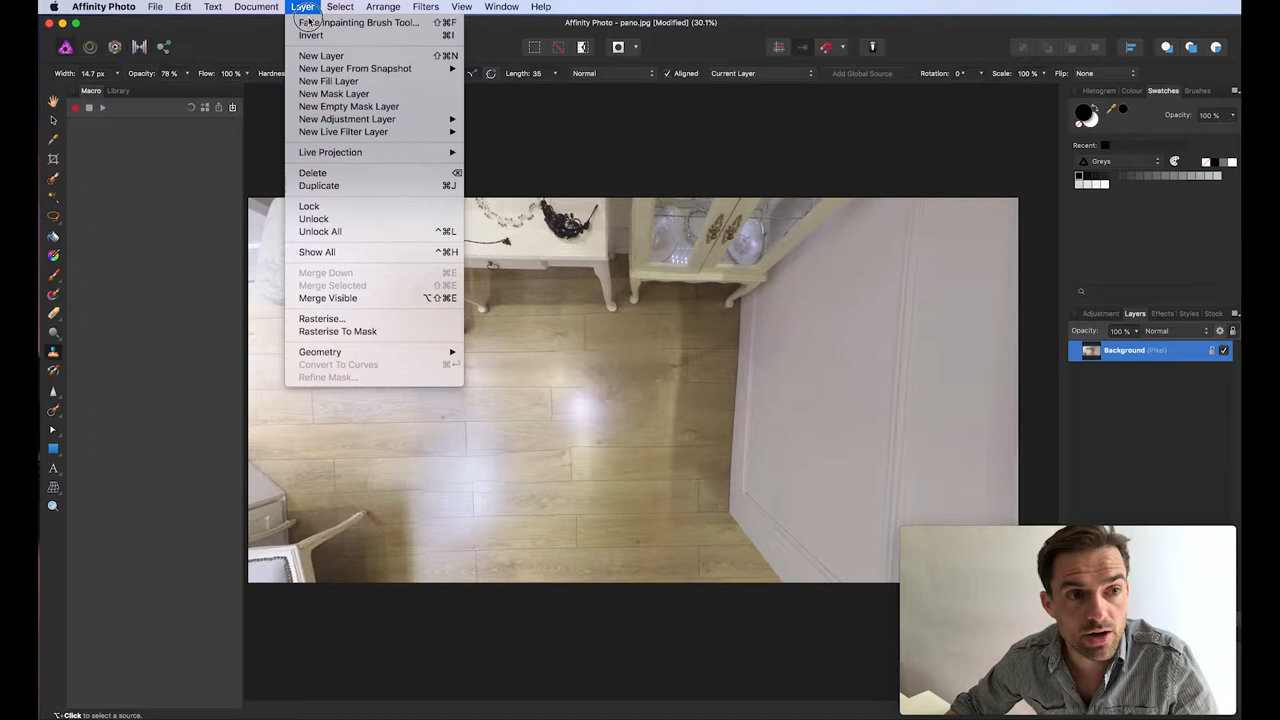 Affinity Photo File Edit Text Document Layer Select Arrange Filters View Window Help
Affinity Photo - pano.jpg [Modified] (30.1%)
Width: 14.7 px Opacity: 78 % Flow: 100 % Hardness Length: 35 Normal Aligned Current Layer Add Global Source Rotation: 0 ° Scale: 100 % Flip: None
Macro Library
Inpainting Brush Tool... ⇧⌘F
Invert ⌘I
New Layer ⇧⌘N
New Layer From Snapshot
New Fill Layer
New Mask Layer
New Empty Mask Layer
New Adjustment Layer
New Live Filter Layer
Live Projection
Delete ⌫
Duplicate ⌘J
Lock
Unlock
Unlock All ^⌘L
Show All ^⌘H
Merge Down ⌘E
Merge Selected ⇧⌘E
Merge Visible ⌥⇧⌘E
Rasterise...
Rasterise To Mask
Geometry
Convert To Curves ⌘↩
Refine Mask...
Histogram Colour Swatches Brushes
Opacity: 100 %
Recent:
Greys
Adjustment Layers Effects Styles Stock
Opacity: 100 % Normal
Background (Pixel)
⌥Click to select a source.